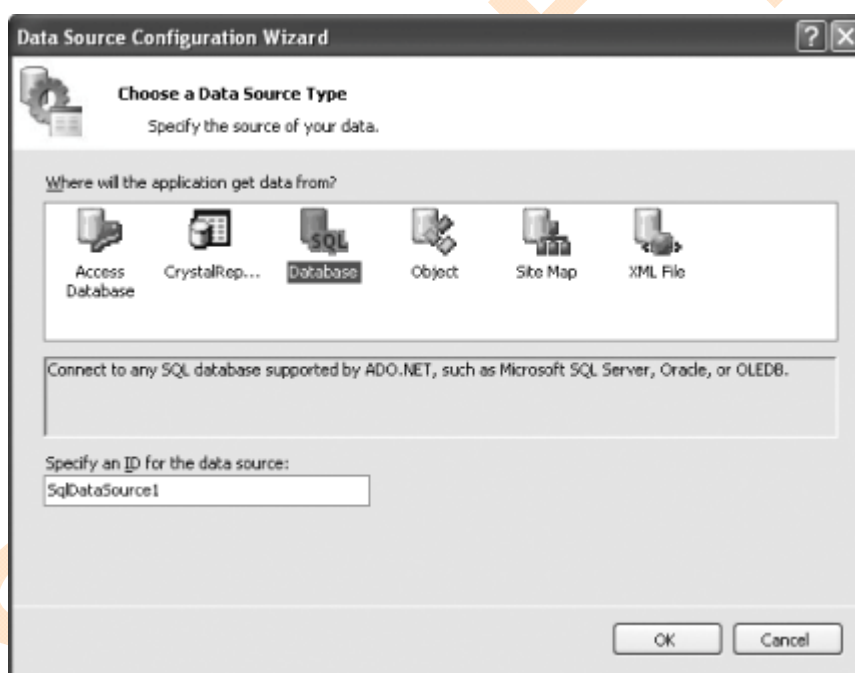 Data Source Configuration Wizard
Choose a Data Source Type
Specify the source of your data.
Where will the application get data from?
SQL
Access Database
CrystalRep...
Database
Object
Site Map
XML File
Connect to any SQL database supported by ADO.NET, such as Microsoft SQL Server, Oracle, or OLEDB.
Specify an ID for the data source:
SqlDataSource1
OK
Cancel